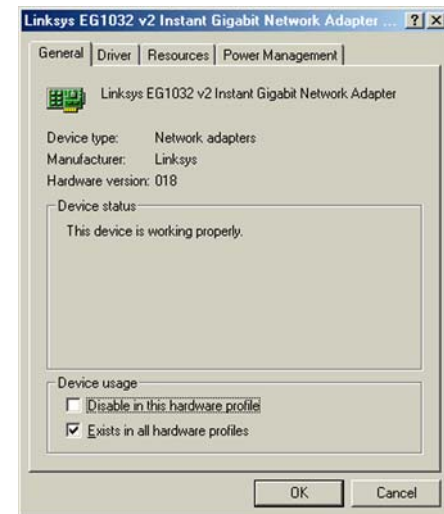 Linksys EG1032 v2 Instant Gigabit Network Adapter ... ? X
General Driver Resources Power Management
Linksys EG1032 v2 Instant Gigabit Network Adapter
Device type: Network adapters
Manufacturer: Linksys
Hardware version: 018
Device status
This device is working properly.
Device usage
Disable in this hardware profile
Exists in all hardware profiles
OK Cancel